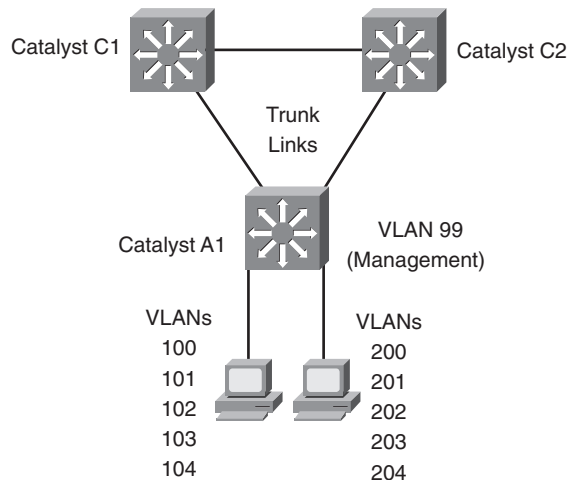 Catalyst C1
Catalyst C2
Trunk
Links
Catalyst A1
VLAN 99
(Management)
VLANs
100
101
102
103
104
VLANs
200
201
202
203
204